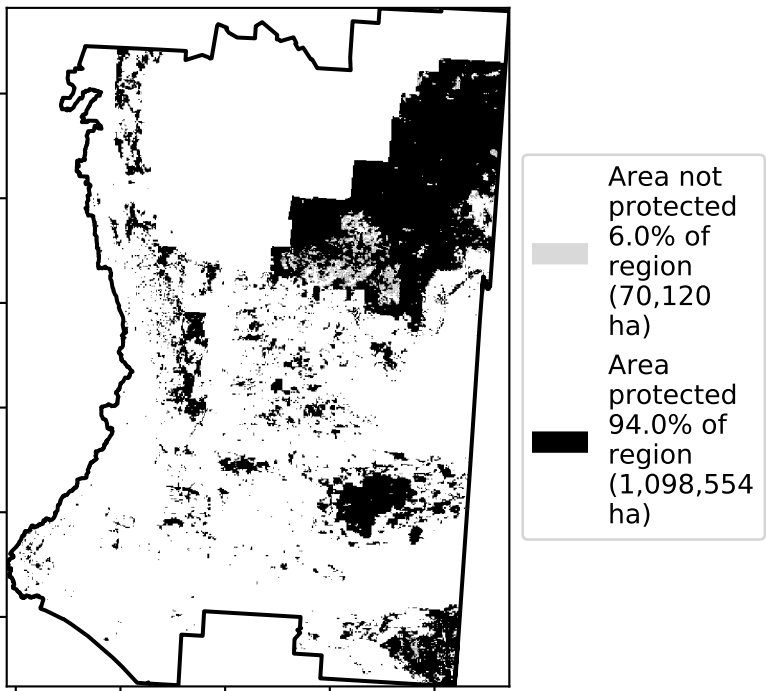 Area not
protected
6.0% of
region
(70,120
ha)
Area
protected
94.0% of
region
(1,098,554
ha)